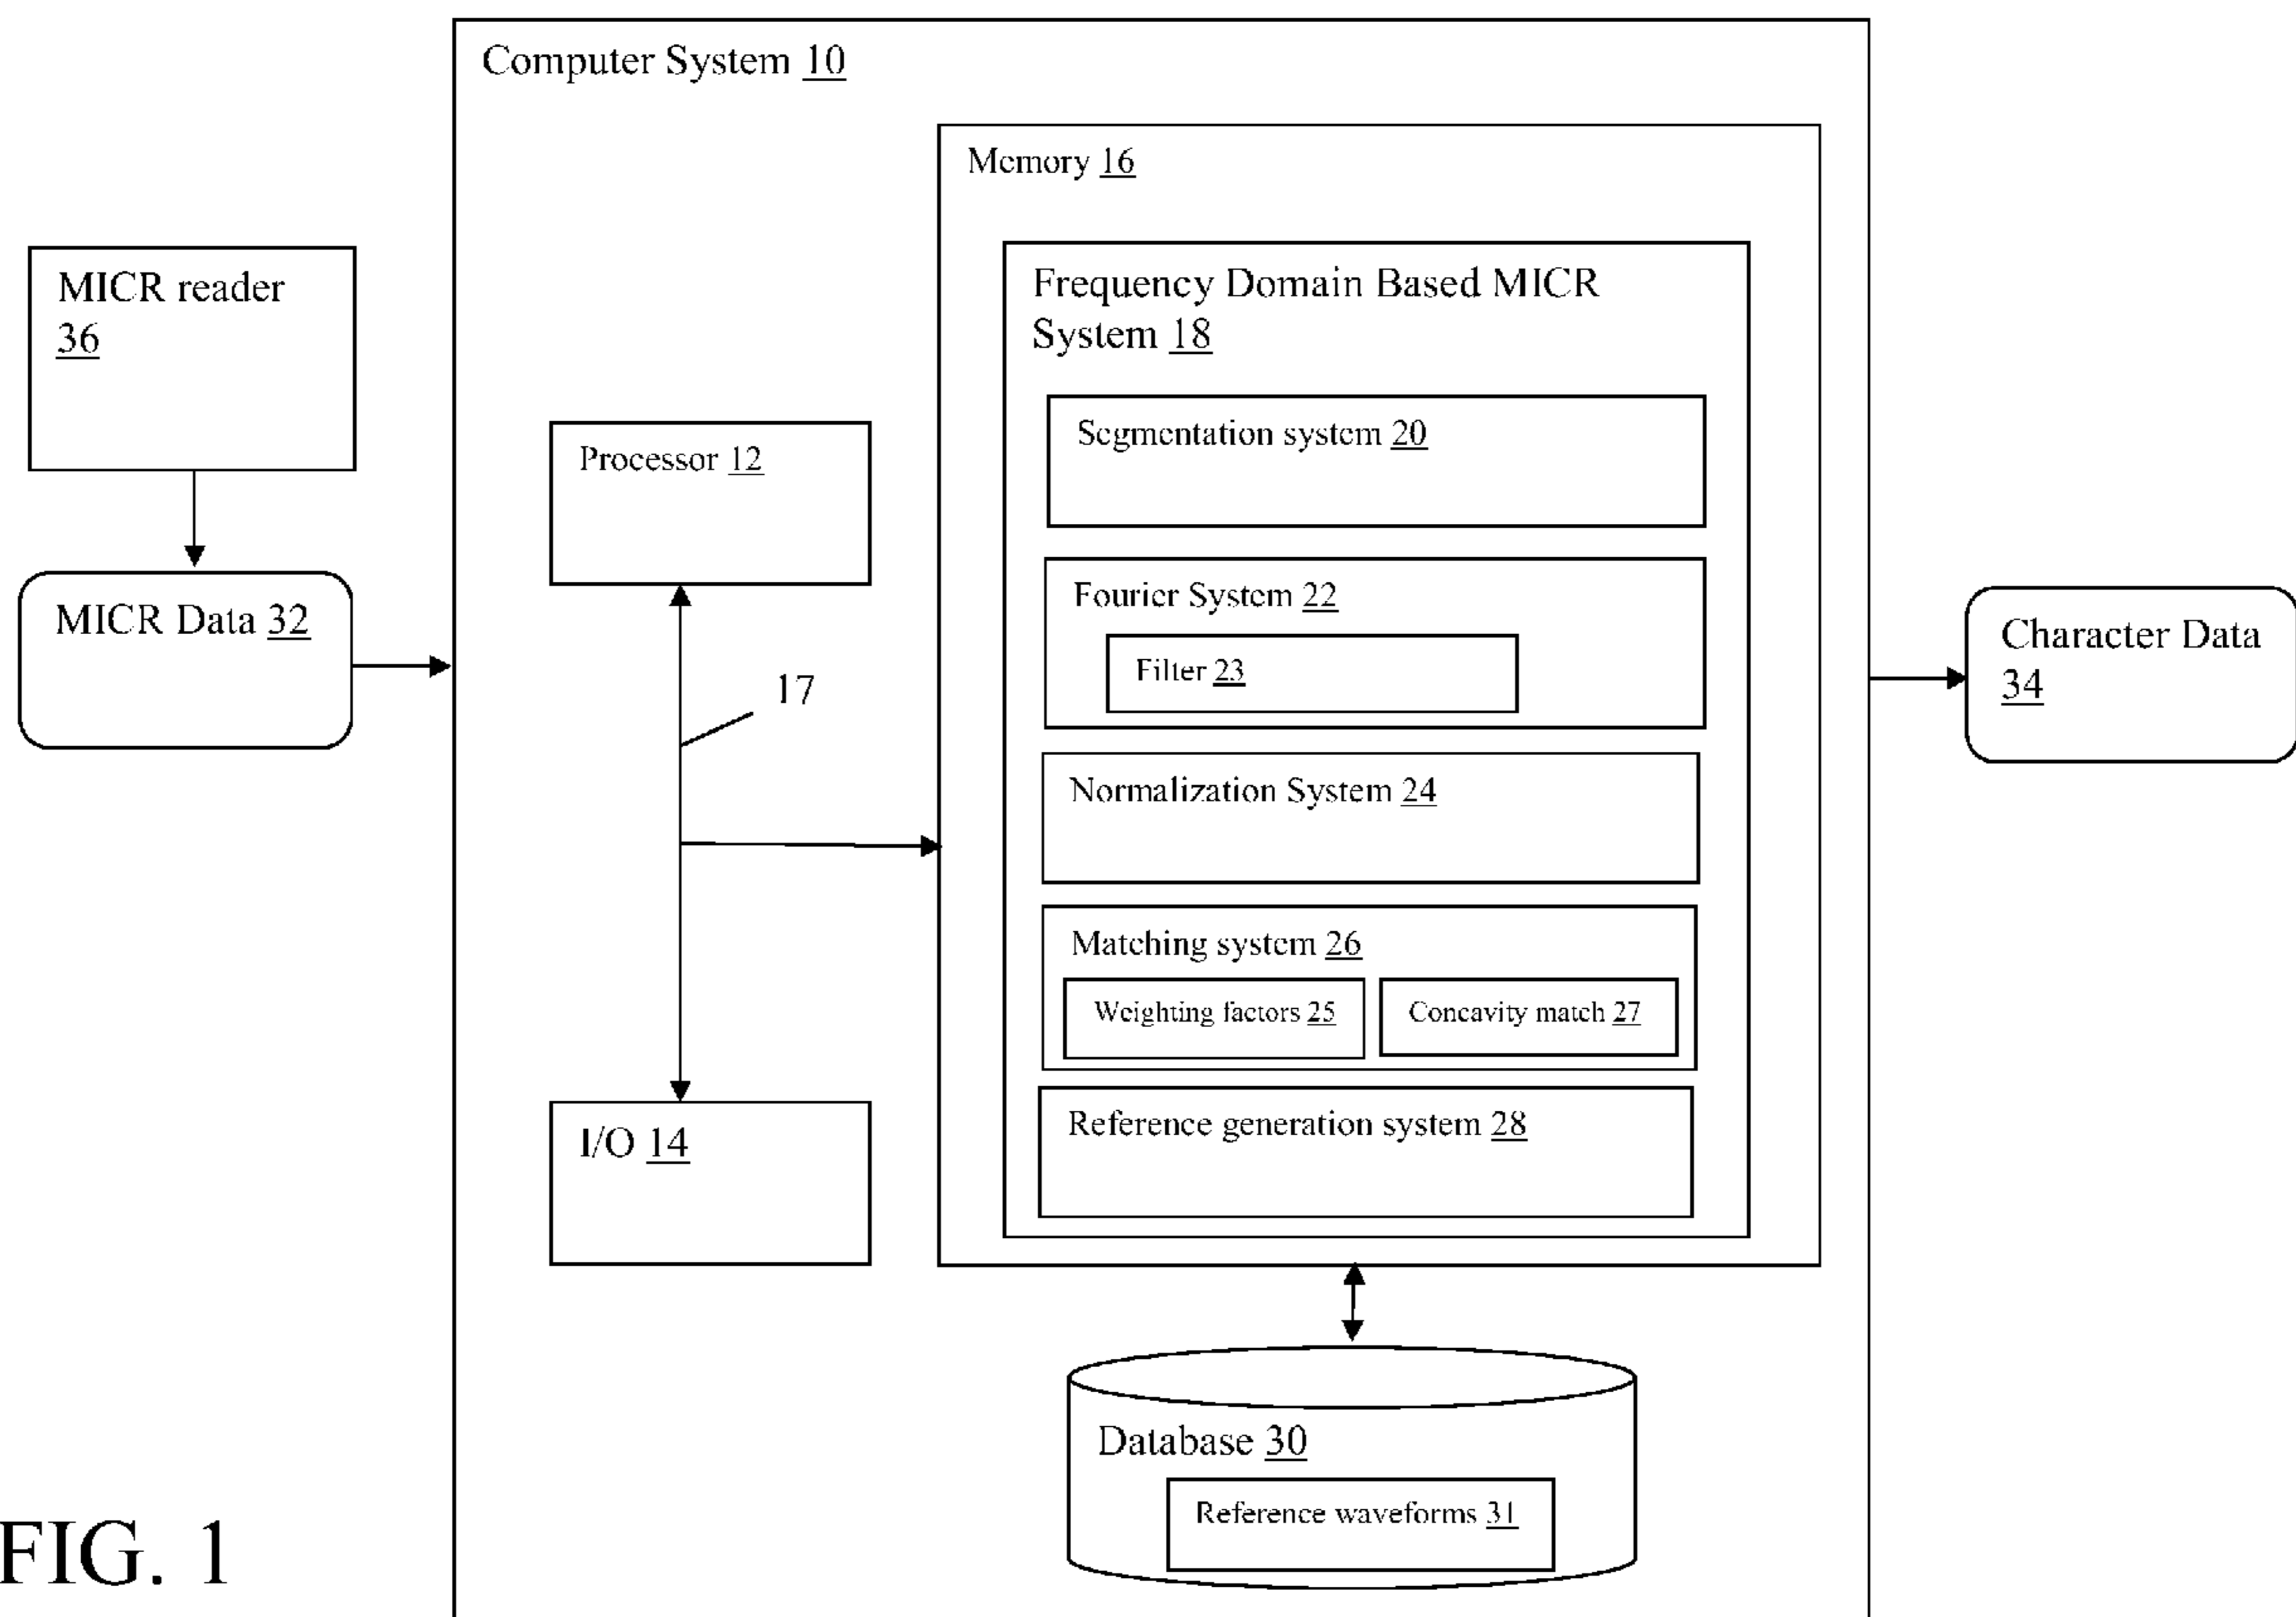 Computer System 10
Memory 16
MICR reader
36
Frequency Domain Based MICR
System 18
Segmentation system 20
Processor 12
Fourier System 22
Filter 23
MICR Data 32
Character Data
34
17
Normalization System 24
Matching system 26
Weighting factors 25
Concavity match 27
I/O 14
Reference generation system 28
Database 30
Reference waveforms 31
FIG. 1